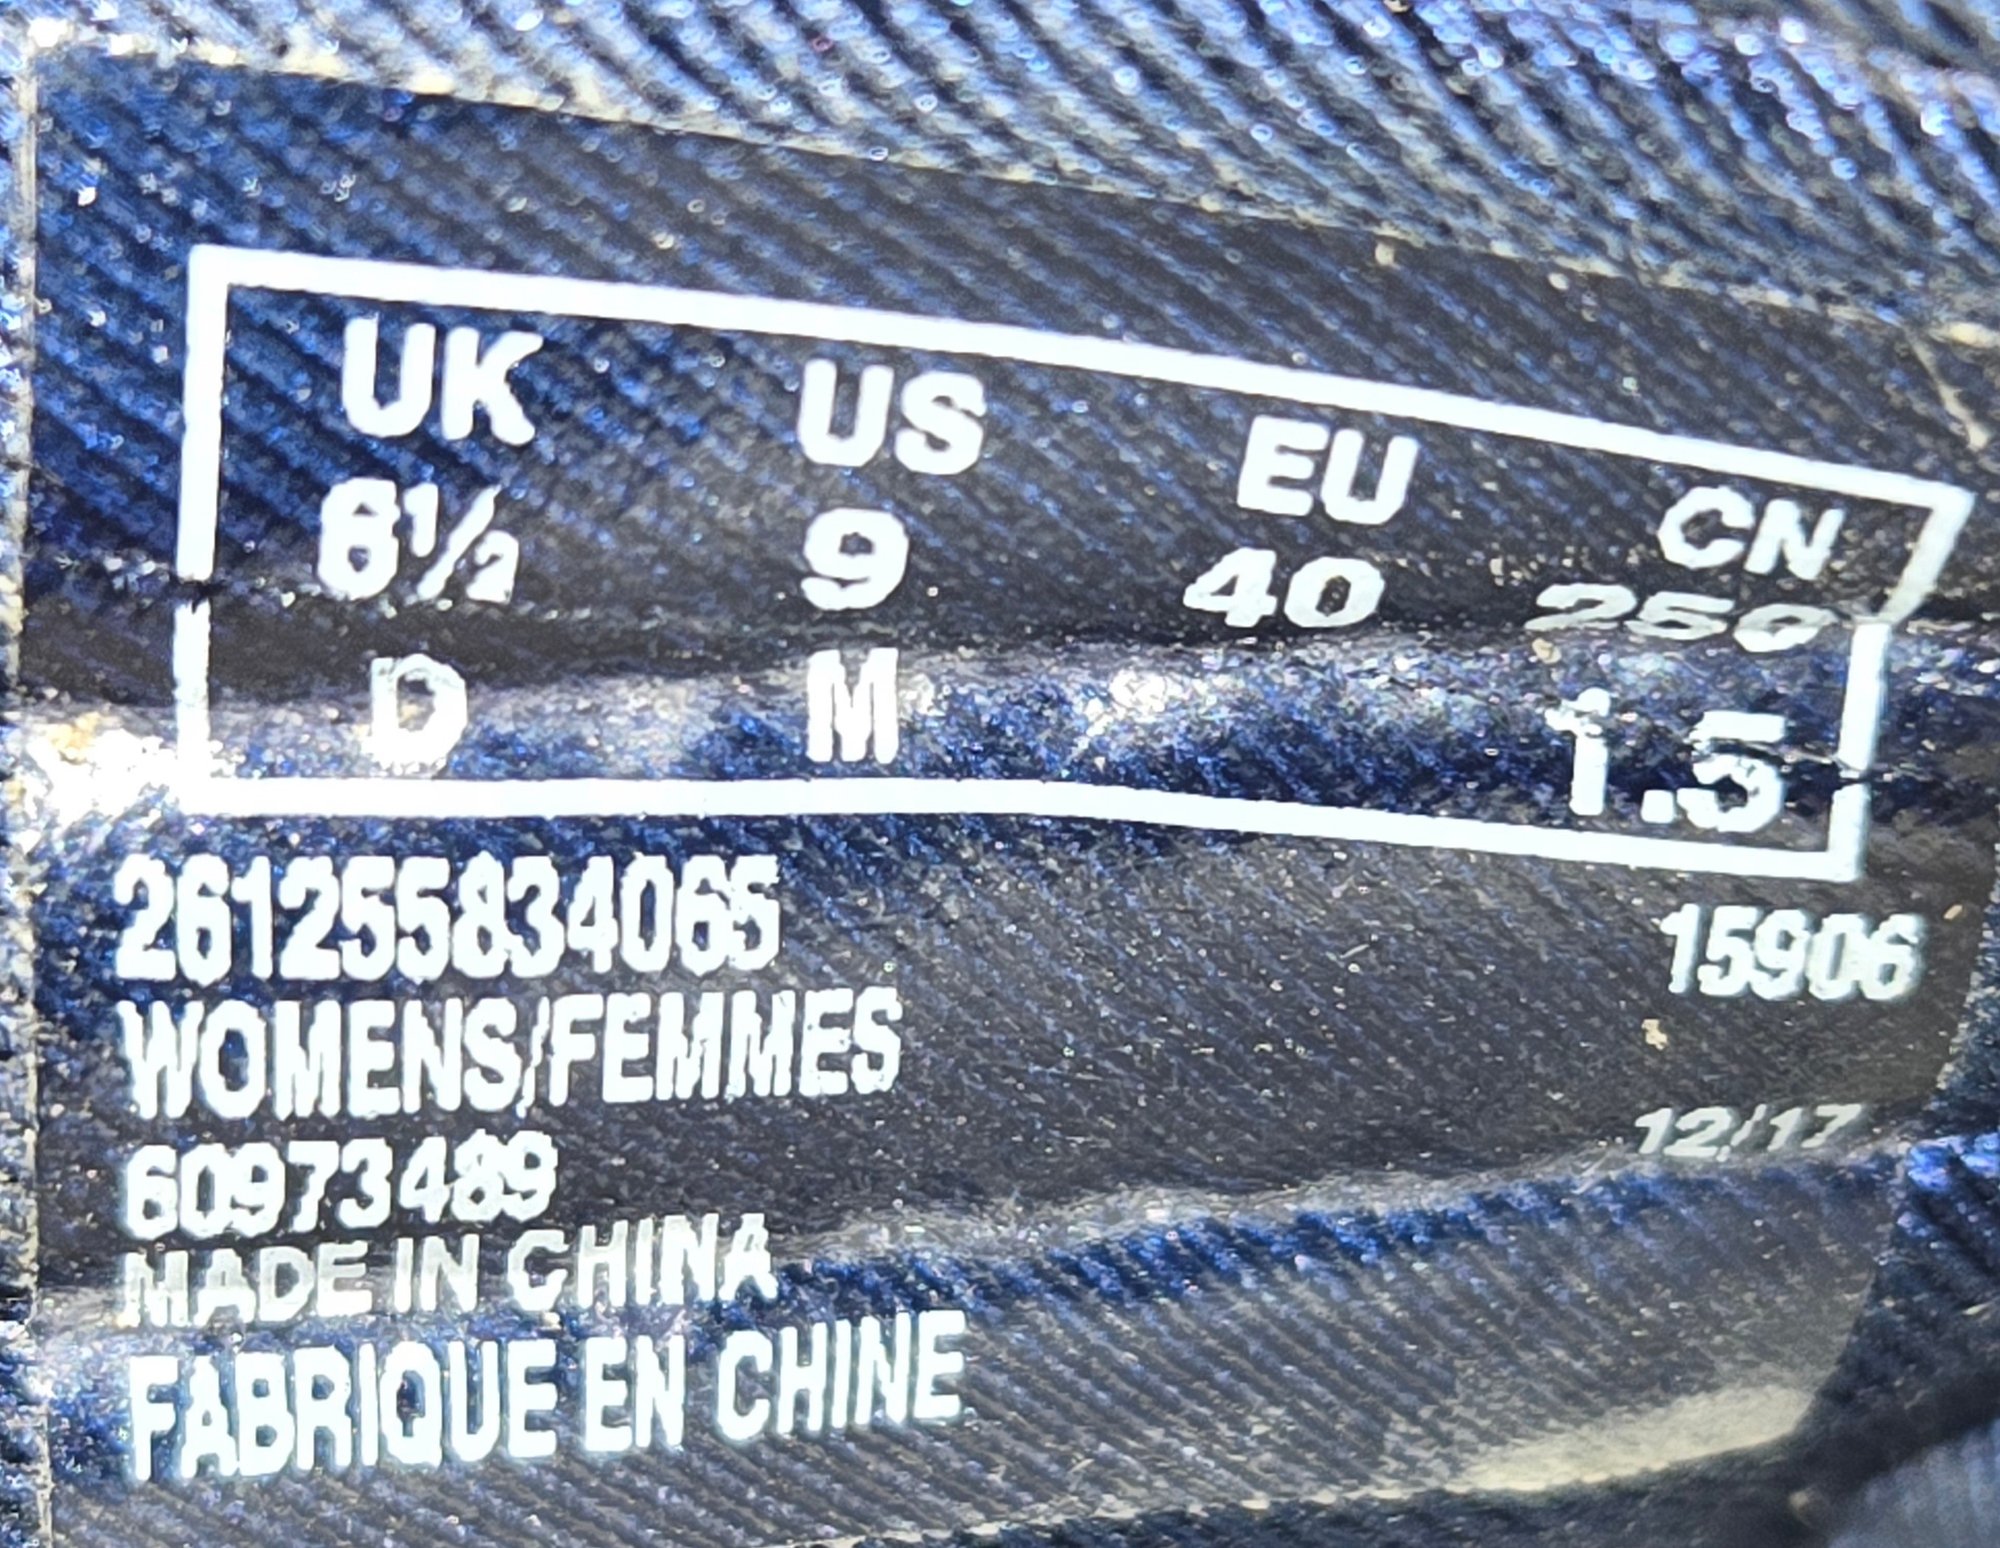 UK US EU CN
6½ 9 40 250
D M 1.5
261255834065 15906
WOMENS/FEMMES
60973489 12/17
MADE IN CHINA
FABRIQUE EN CHINE